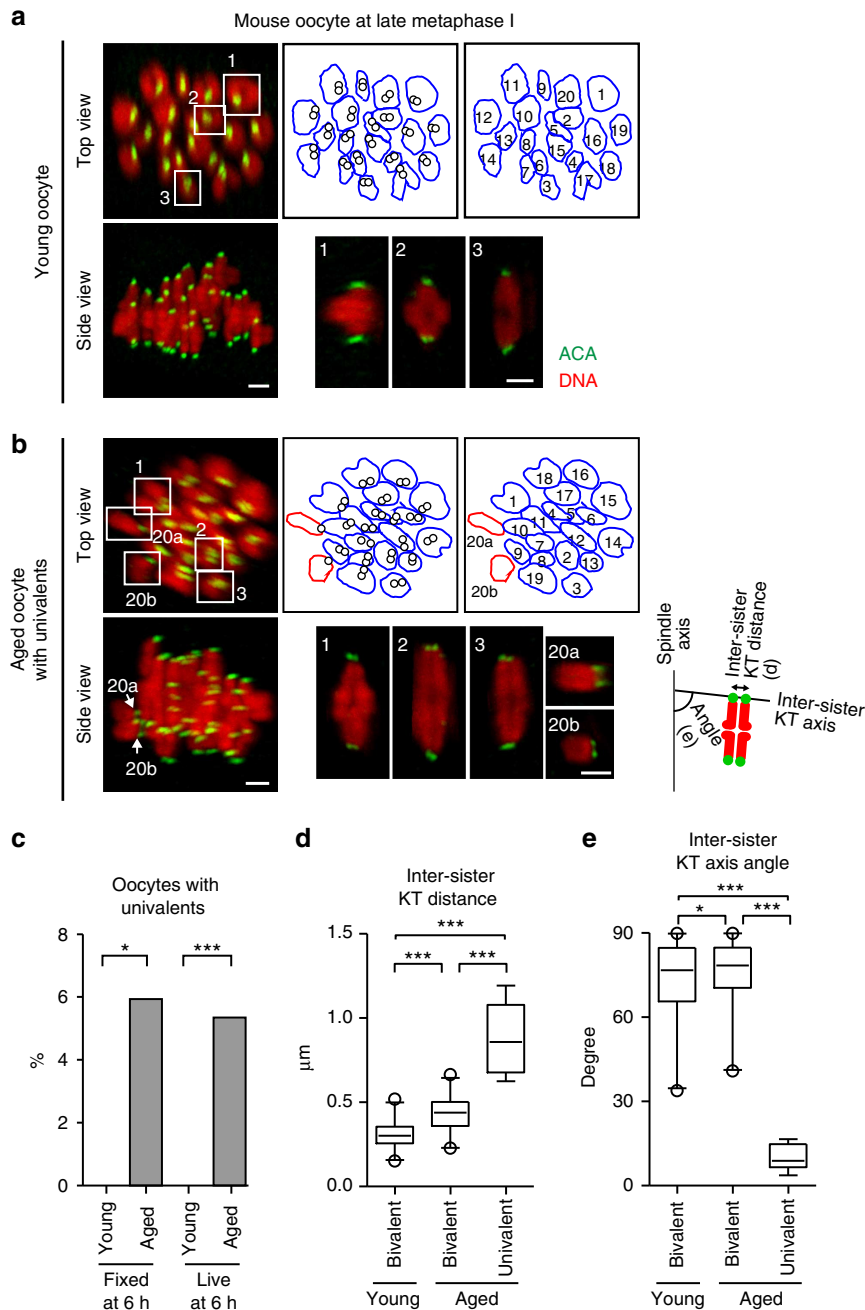 a
Mouse oocyte at late metaphase I
Young oocyte
Top view
1
2
3
11 9 20 1
12 10 5 2 16 19
13 8 15
14 7 6 4 18
3 17
Side view
1 2 3
ACA
DNA
b
Aged oocyte
with univalents
Top view
1
20a
2
20b
3
18 16
1 17 15
4 5 6
10 11
20a
7 12 14
9 8 2 13
20b
19 3
Side view
20a
20b
1 2 3
20a
20b
Spindle
axis
Inter-sister
KT distance
(d)
Inter-sister
KT axis
Angle
(e)
c
Oocytes with
univalents
* ***
8
6
4
2
0
%
Young Aged Young Aged
Fixed
at 6 h
Live
at 6 h
d
Inter-sister
KT distance
***
*** ***
1.5
1.0
0.5
0.0
µm
Bivalent Bivalent Univalent
Young Aged
e
Inter-sister
KT axis angle
***
* ***
90
60
30
0
Degree
Bivalent Bivalent Univalent
Young Aged